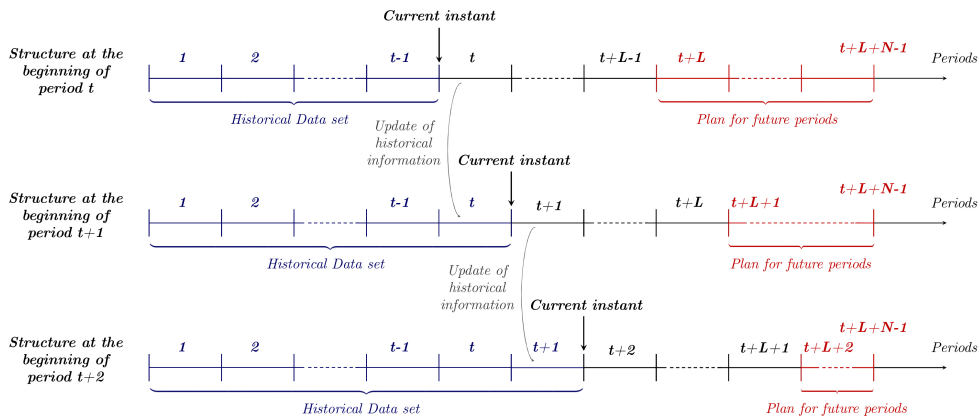 Current instant
Structure at the
beginning of
period t
1 2 t-1 t t+L-1 t+L t+L+N-1
Periods
Historical Data set
Plan for future periods
Update of
historical
information
Current instant
Structure at the
beginning of
period t+1
1 2 t-1 t t+1 t+L t+L+1 t+L+N-1
Periods
Historical Data set
Plan for future periods
Update of
historical
information
Current instant
Structure at the
beginning of
period t+2
1 2 t-1 t t+1 t+2 t+L+1 t+L+2 t+L+N-1
Periods
Historical Data set
Plan for future periods